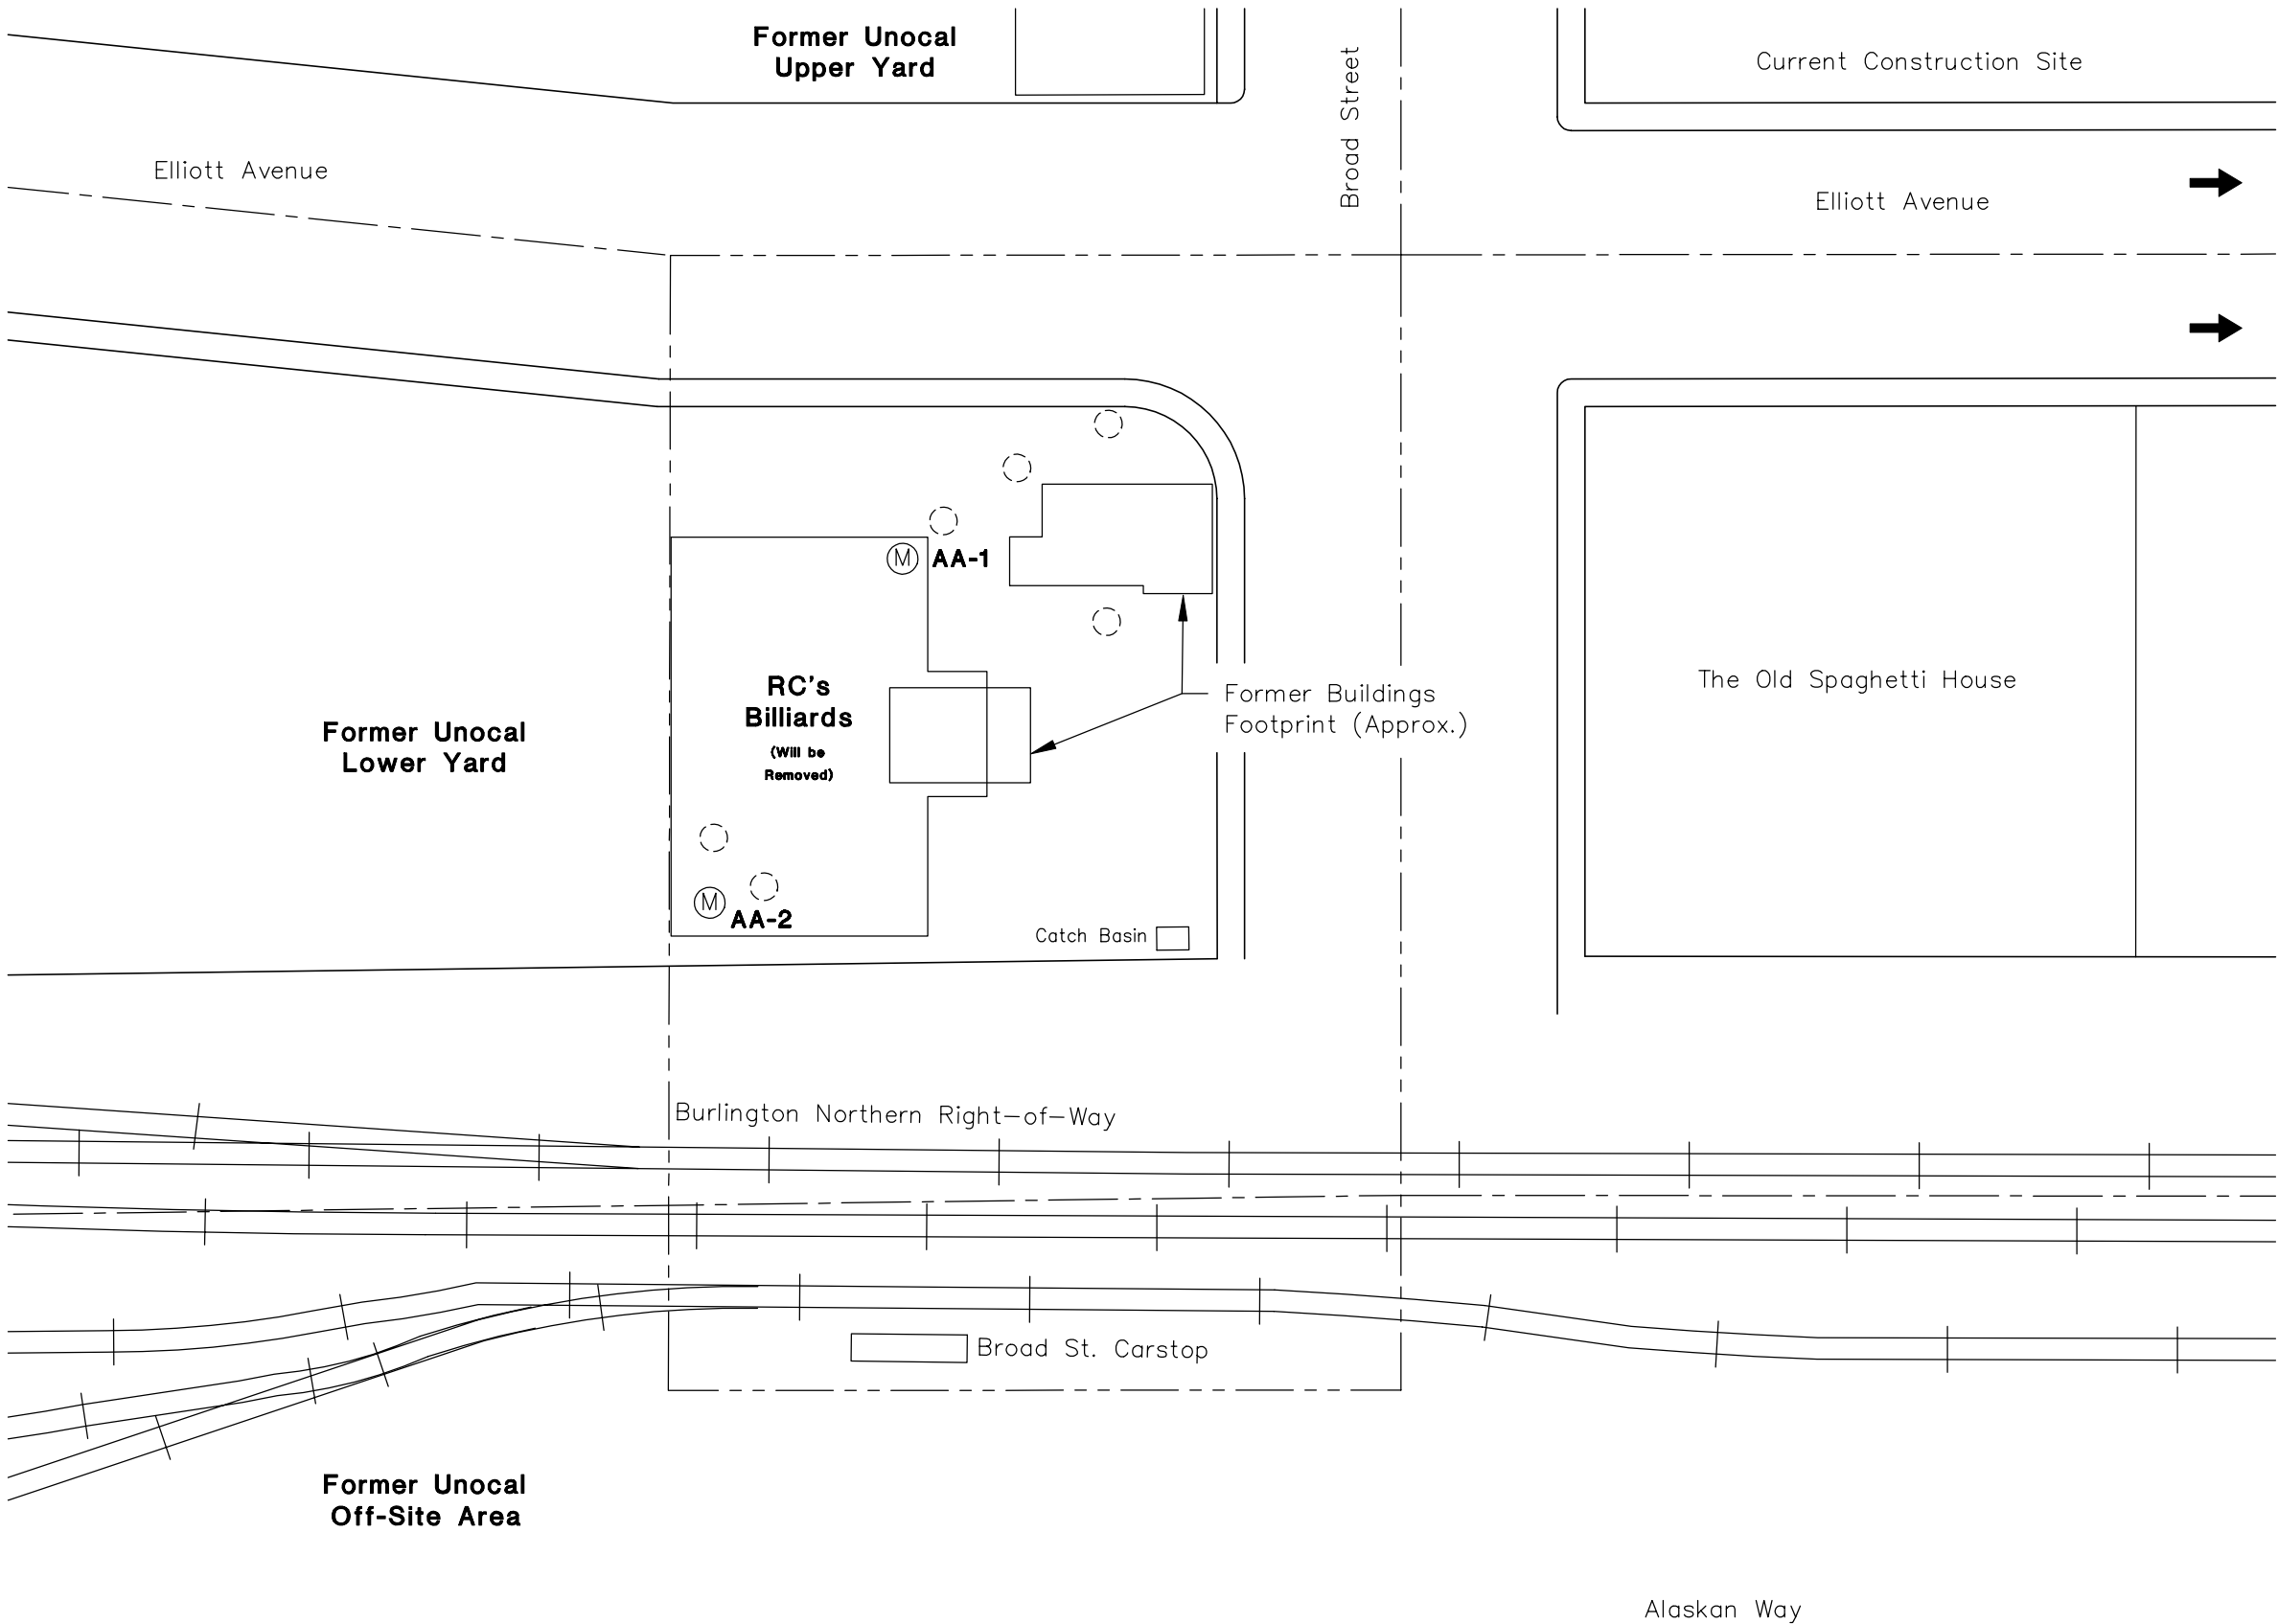 Former Unocal
Upper Yard
Broad Street
Current Construction Site
Elliott Avenue
Elliott Avenue
M
AA-1
RC's
Billiards
(Will be
Removed)
Former Buildings
Footprint (Approx.)
The Old Spaghetti House
Former Unocal
Lower Yard
M
AA-2
Catch Basin
Burlington Northern Right-of-Way
Broad St. Carstop
Former Unocal
Off-Site Area
Alaskan Way